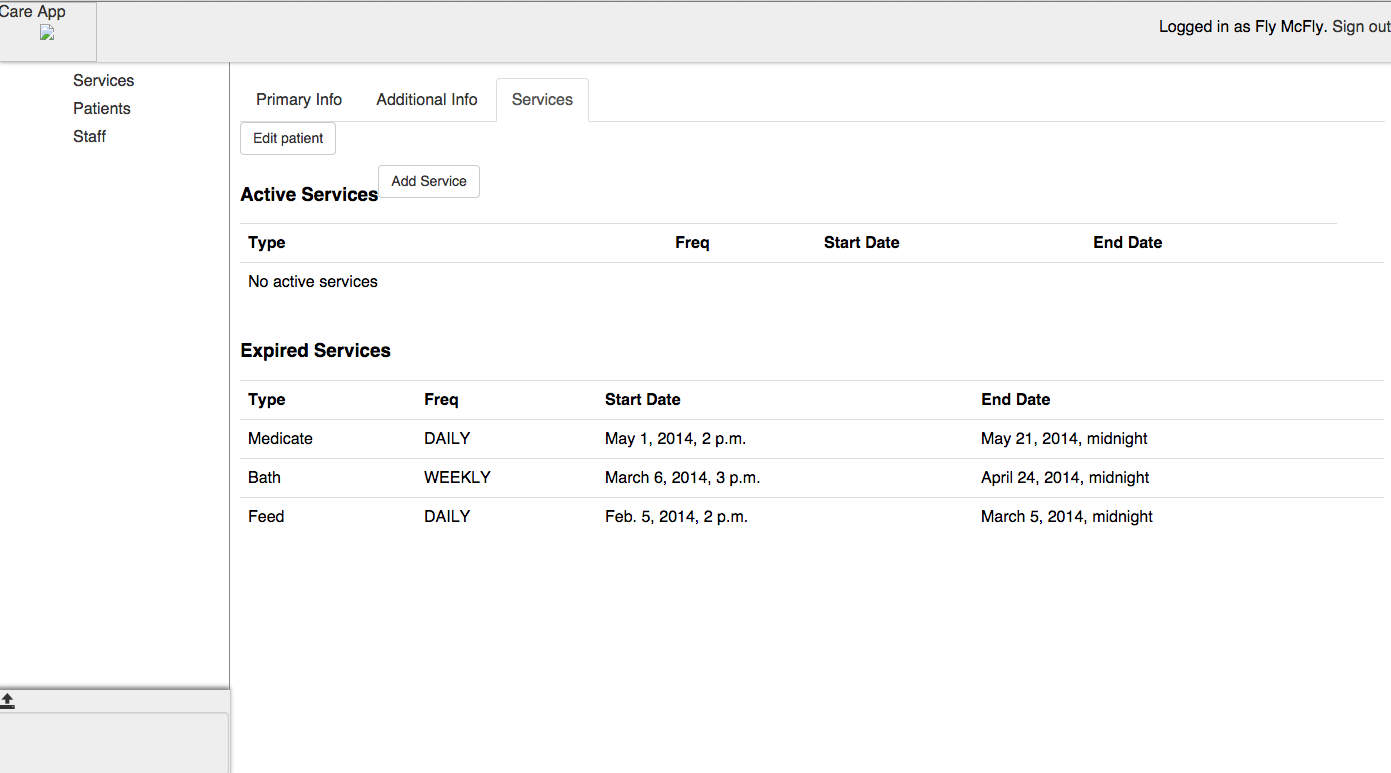 Care App
Logged in as Fly McFly. Sign out
Services
Patients
Staff
Primary Info Additional Info Services
Edit patient
Add Service
Active Services
Type Freq Start Date End Date
No active services
Expired Services
Type Freq Start Date End Date
Medicate DAILY May 1, 2014, 2 p.m. May 21, 2014, midnight
Bath WEEKLY March 6, 2014, 3 p.m. April 24, 2014, midnight
Feed DAILY Feb. 5, 2014, 2 p.m. March 5, 2014, midnight